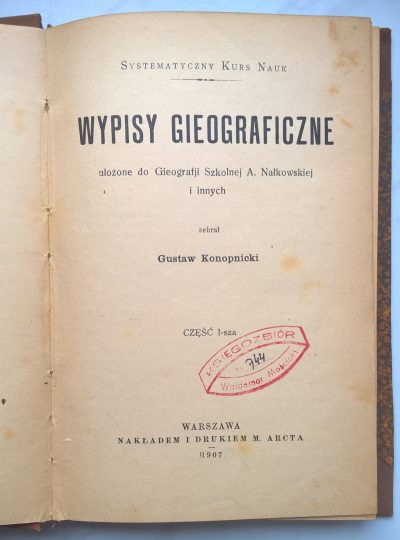 Systematyczny Kurs Nauk
WYPISY GIEOGRAFICZNE
ułożone do Gieografji Szkolnej A. Nałkowskiej
i innych
zebrał
Gustaw Konopnicki
CZĘŚĆ I-sza
KSIĘGOZBIÓR
№ 744
Waldemar
WARSZAWA
NAKŁADEM I DRUKIEM M. ARCTA
1907